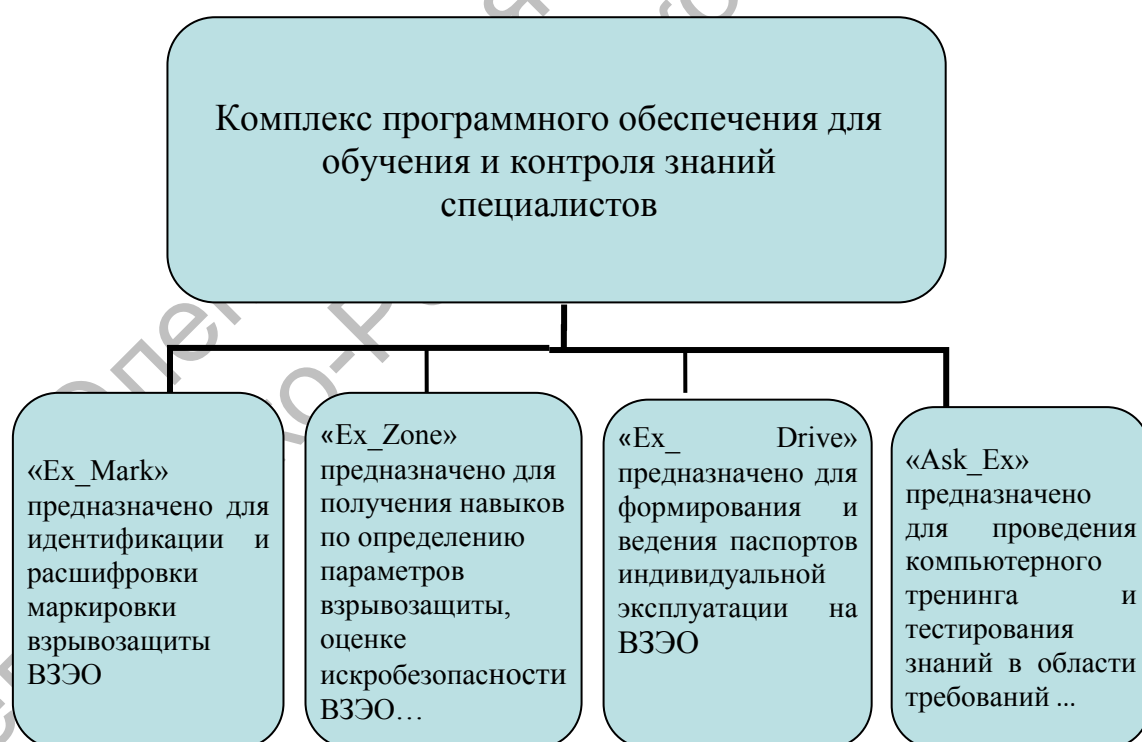 Комплекс программного обеспечения для
обучения и контроля знаний
специалистов
«Ex_Mark»
предназначено для
идентификации и
расшифровки
маркировки
взрывозащиты
ВЗЭО
«Ex_Zone»
предназначено для
получения навыков
по определению
параметров
взрывозащиты,
оценке
искробезопасности
ВЗЭО…
«Ex_ Drive»
предназначено для
формирования и
ведения паспортов
индивидуальной
эксплуатации на
ВЗЭО
«Ask_Ex»
предназначено
для проведения
компьютерного
тренинга и
тестирования
знаний в области
требований ...